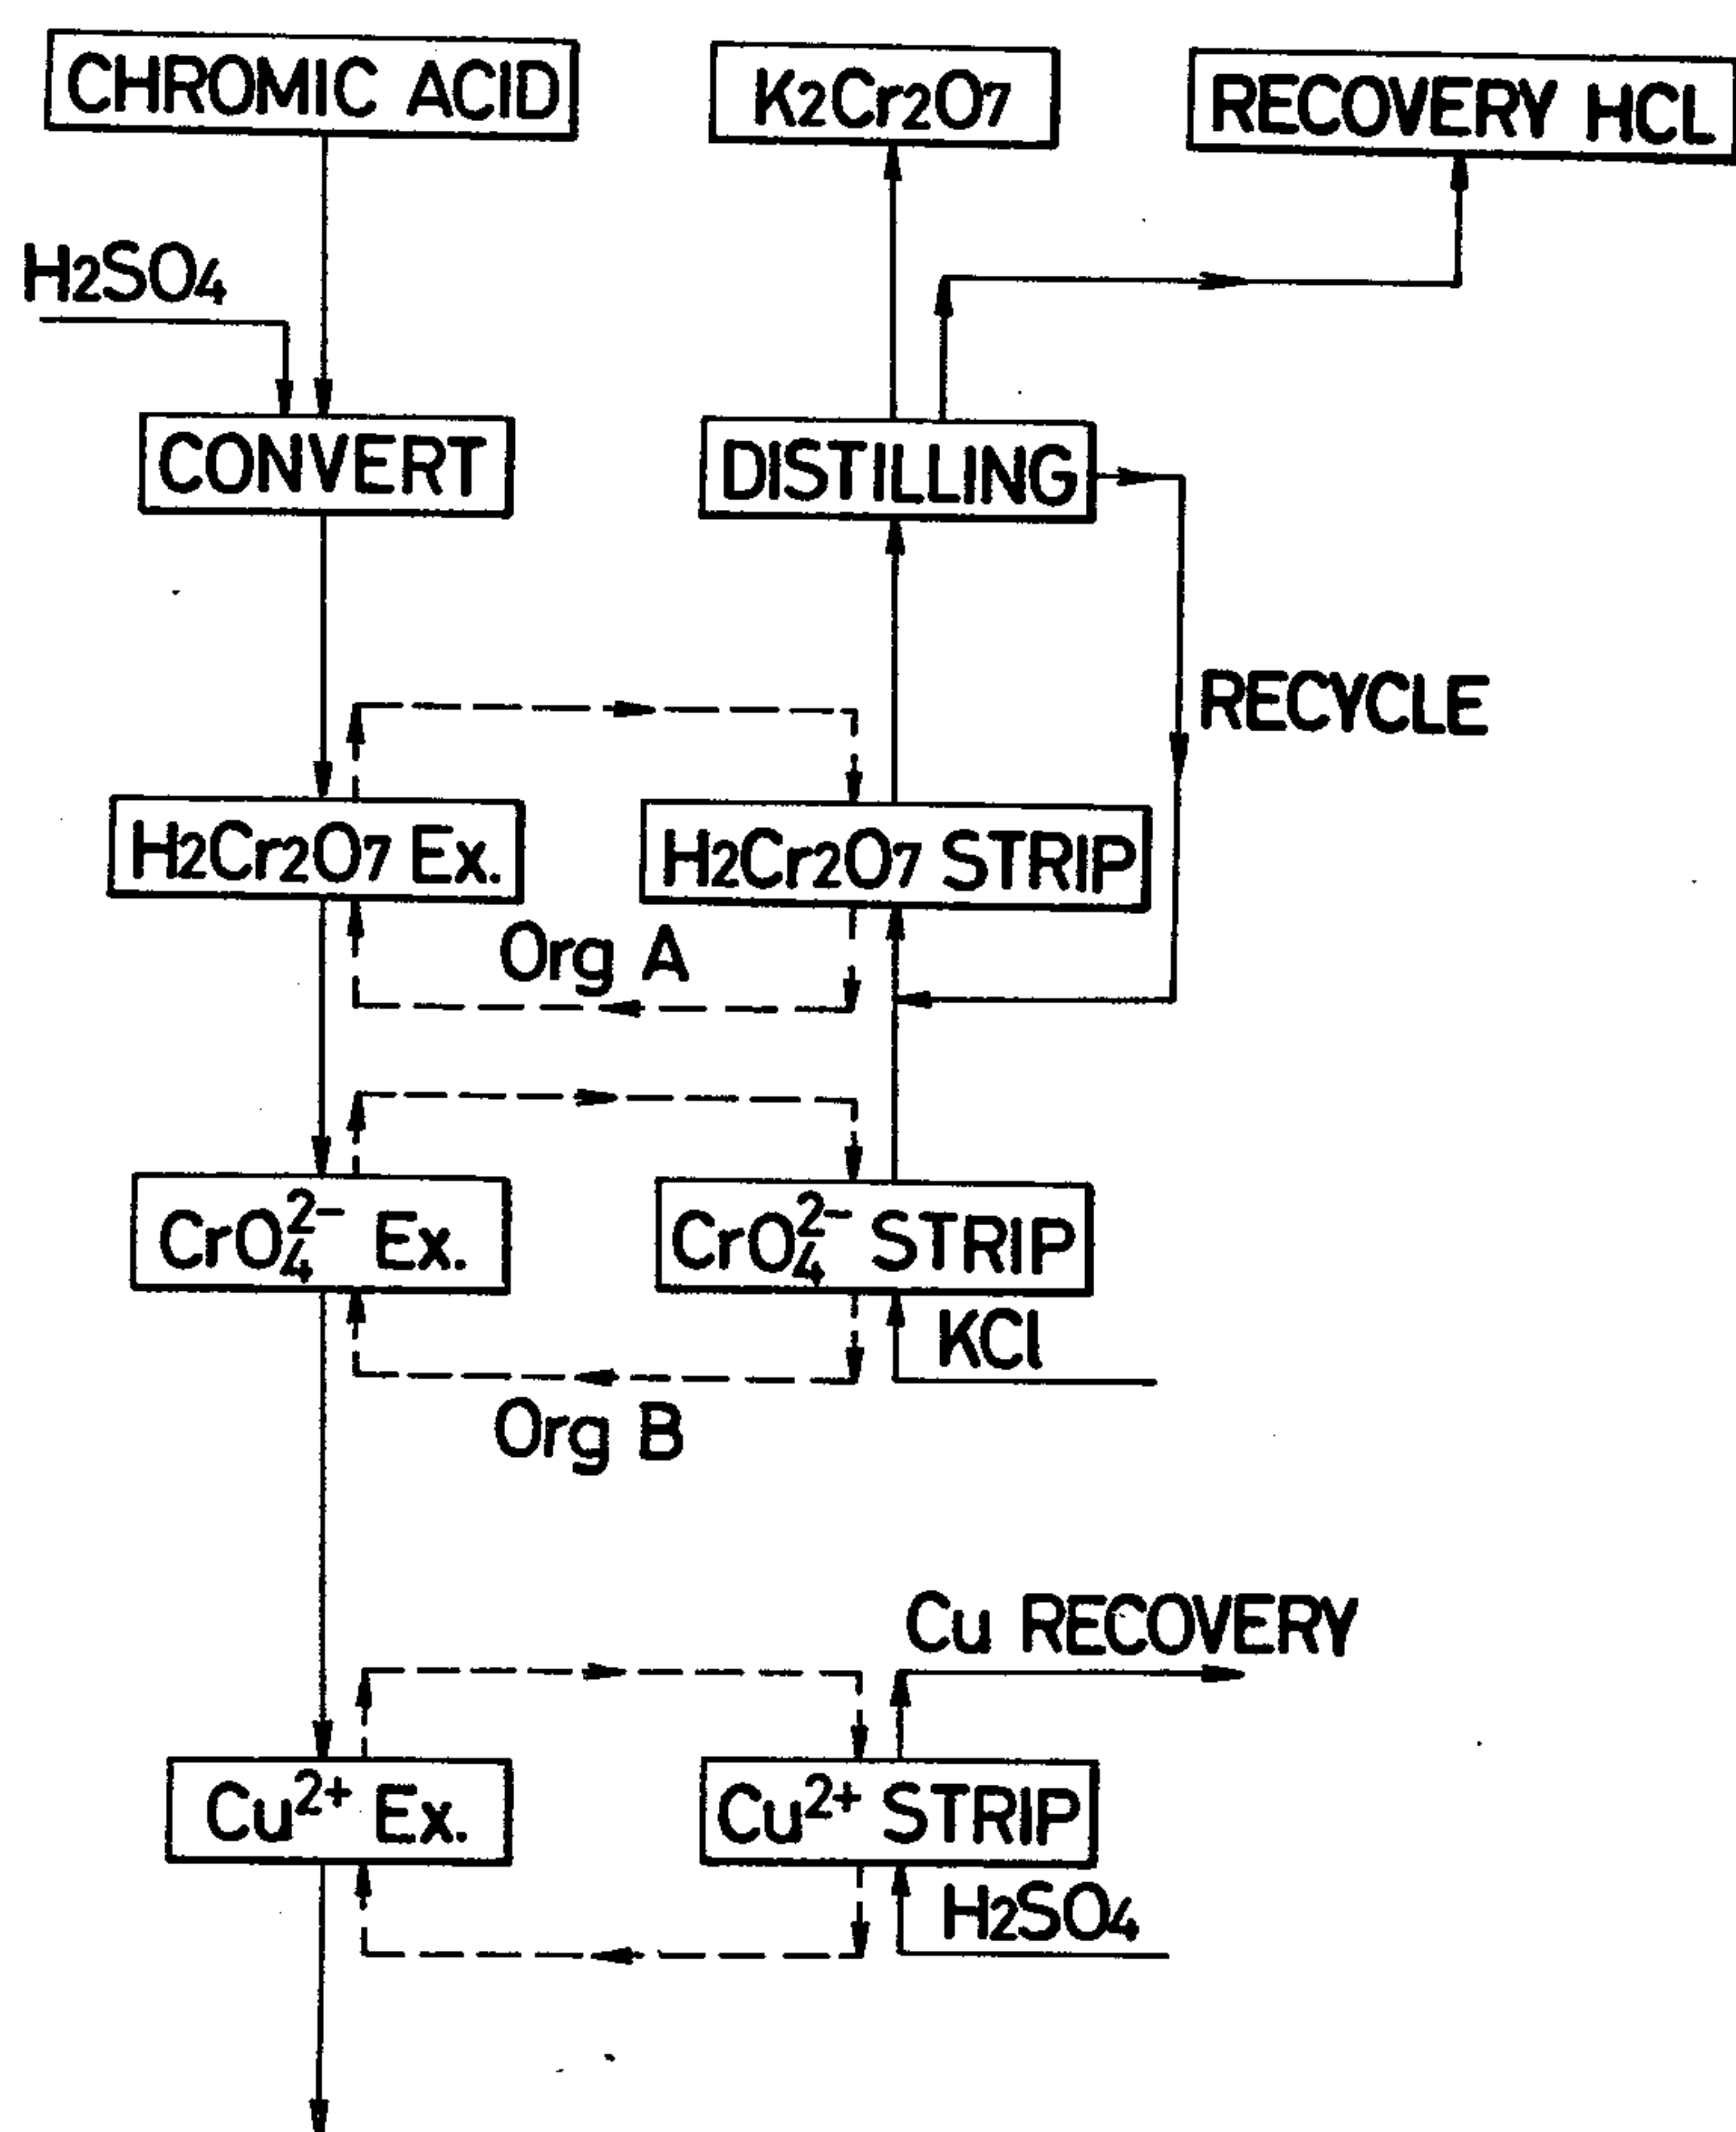 CHROMIC ACID
K2Cr2O7
RECOVERY HCL
H2SO4
CONVERT
DISTILLING
RECYCLE
H2Cr2O7 Ex.
H2Cr2O7 STRIP
Org A
CrO4^2- Ex.
CrO4^2- STRIP
KCl
Org B
Cu RECOVERY
Cu^2+ Ex.
Cu^2+ STRIP
H2SO4